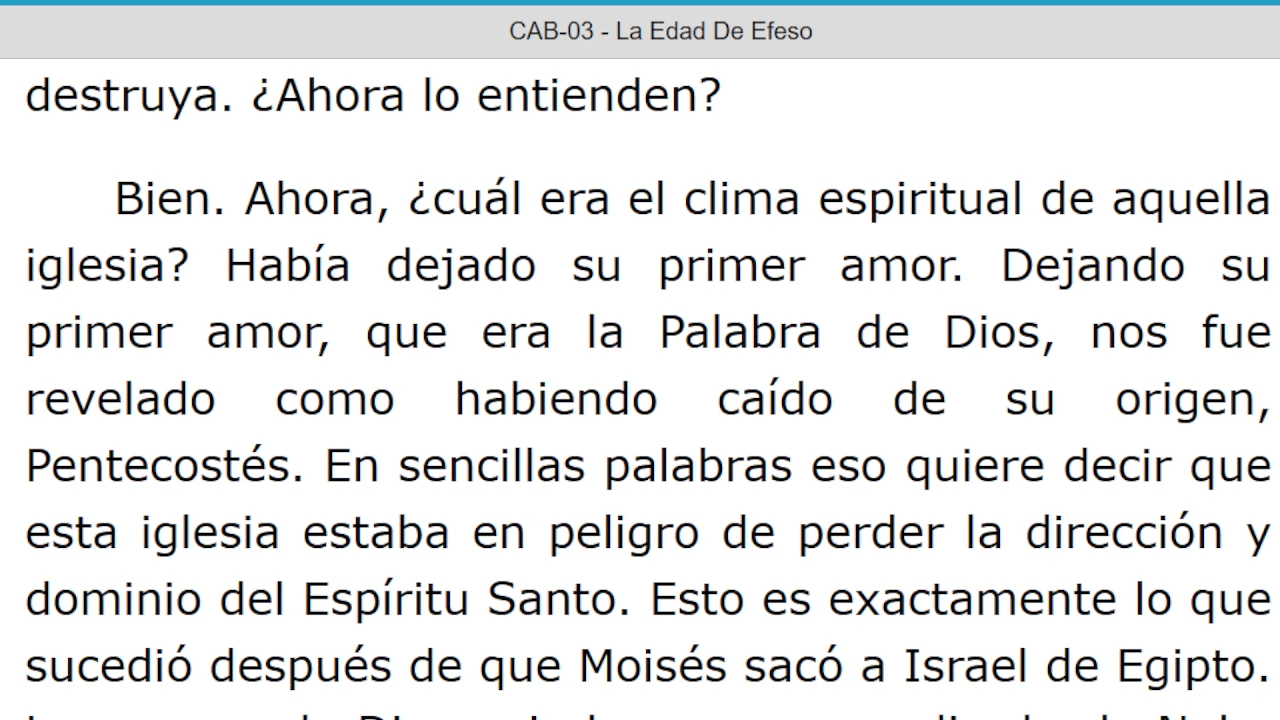 CAB-03 - La Edad De Efeso
destruya. ¿Ahora lo entienden?
Bien. Ahora, ¿cuál era el clima espiritual de aquella
iglesia? Había dejado su primer amor. Dejando su
primer amor, que era la Palabra de Dios, nos fue
revelado como habiendo caído de su origen,
Pentecostés. En sencillas palabras eso quiere decir que
esta iglesia estaba en peligro de perder la dirección y
dominio del Espíritu Santo. Esto es exactamente lo que
sucedió después de que Moisés sacó a Israel de Egipto.